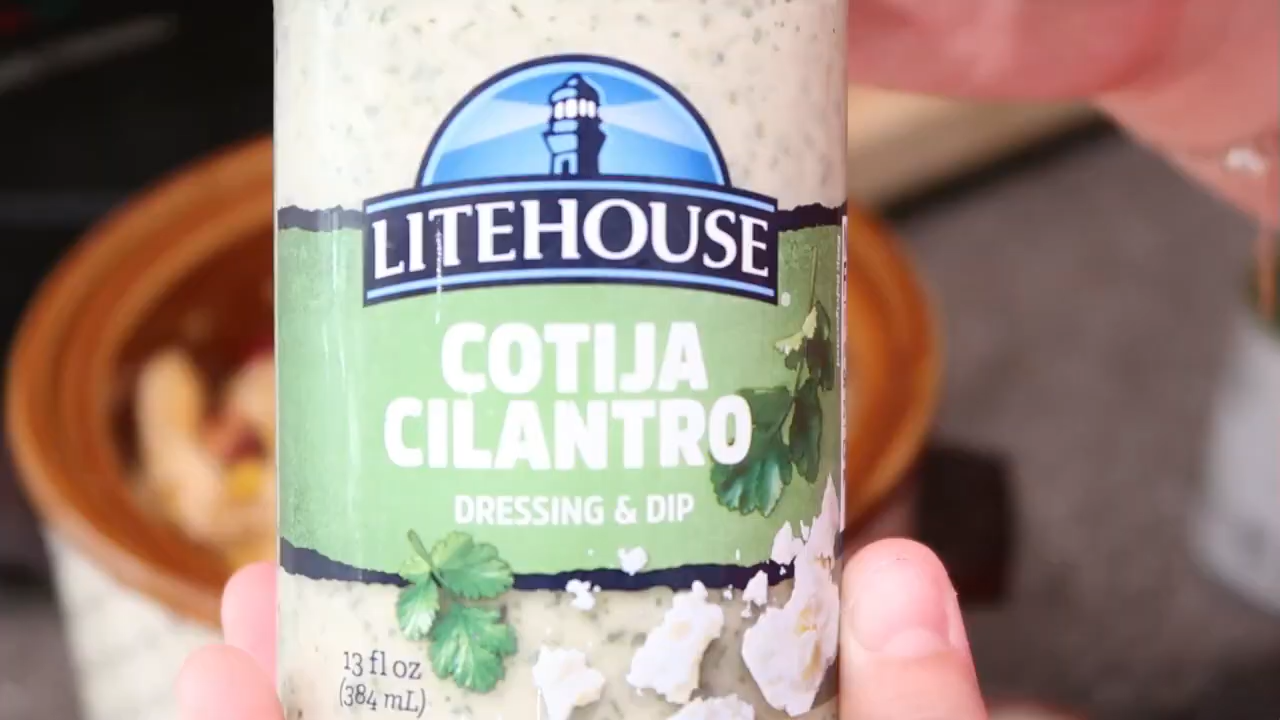 LITEHOUSE
COTIJA
CILANTRO
DRESSING & DIP
13 fl oz
(384 mL)